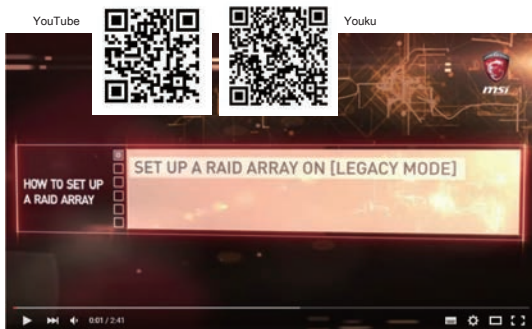 YouTube
Youku
msi
SET UP A RAID ARRAY ON [LEGACY MODE]
HOW TO SET UP
A RAID ARRAY
0:01 / 2:41